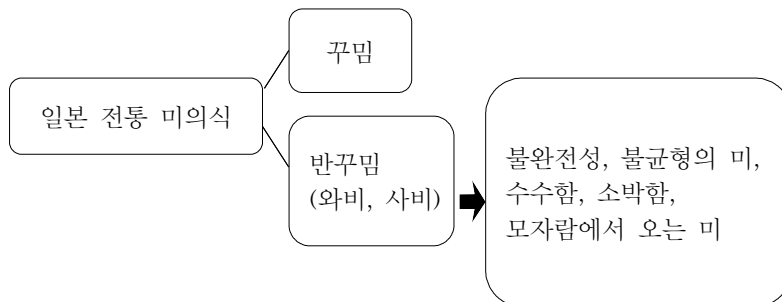 꾸밈
일본 전통 미의식
반꾸밈
(와비, 사비)
불완전성, 불균형의 미,
수수함, 소박함,
모자람에서 오는 미